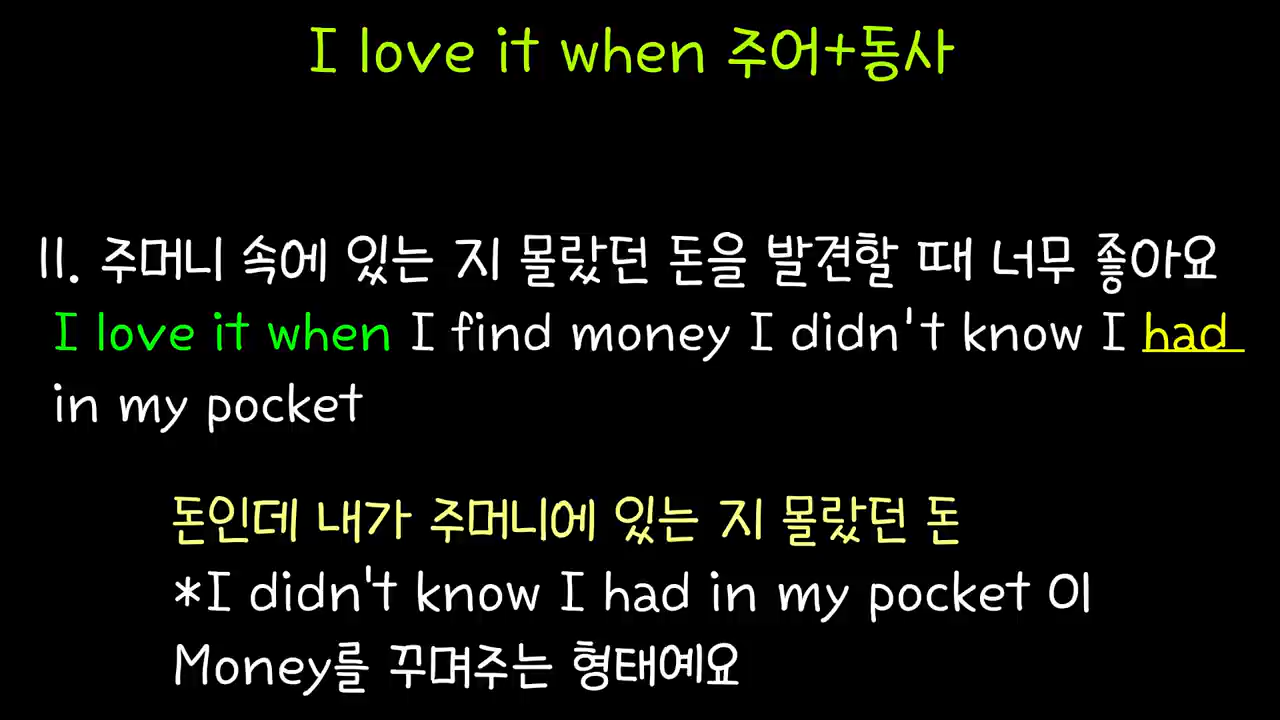 I love it when 주어+동사
11. 주머니 속에 있는 지 몰랐던 돈을 발견할 때 너무 좋아요
I love it when I find money I didn't know I had
in my pocket
돈인데 내가 주머니에 있는 지 몰랐던 돈
*I didn't know I had in my pocket 이
Money를 꾸며주는 형태예요